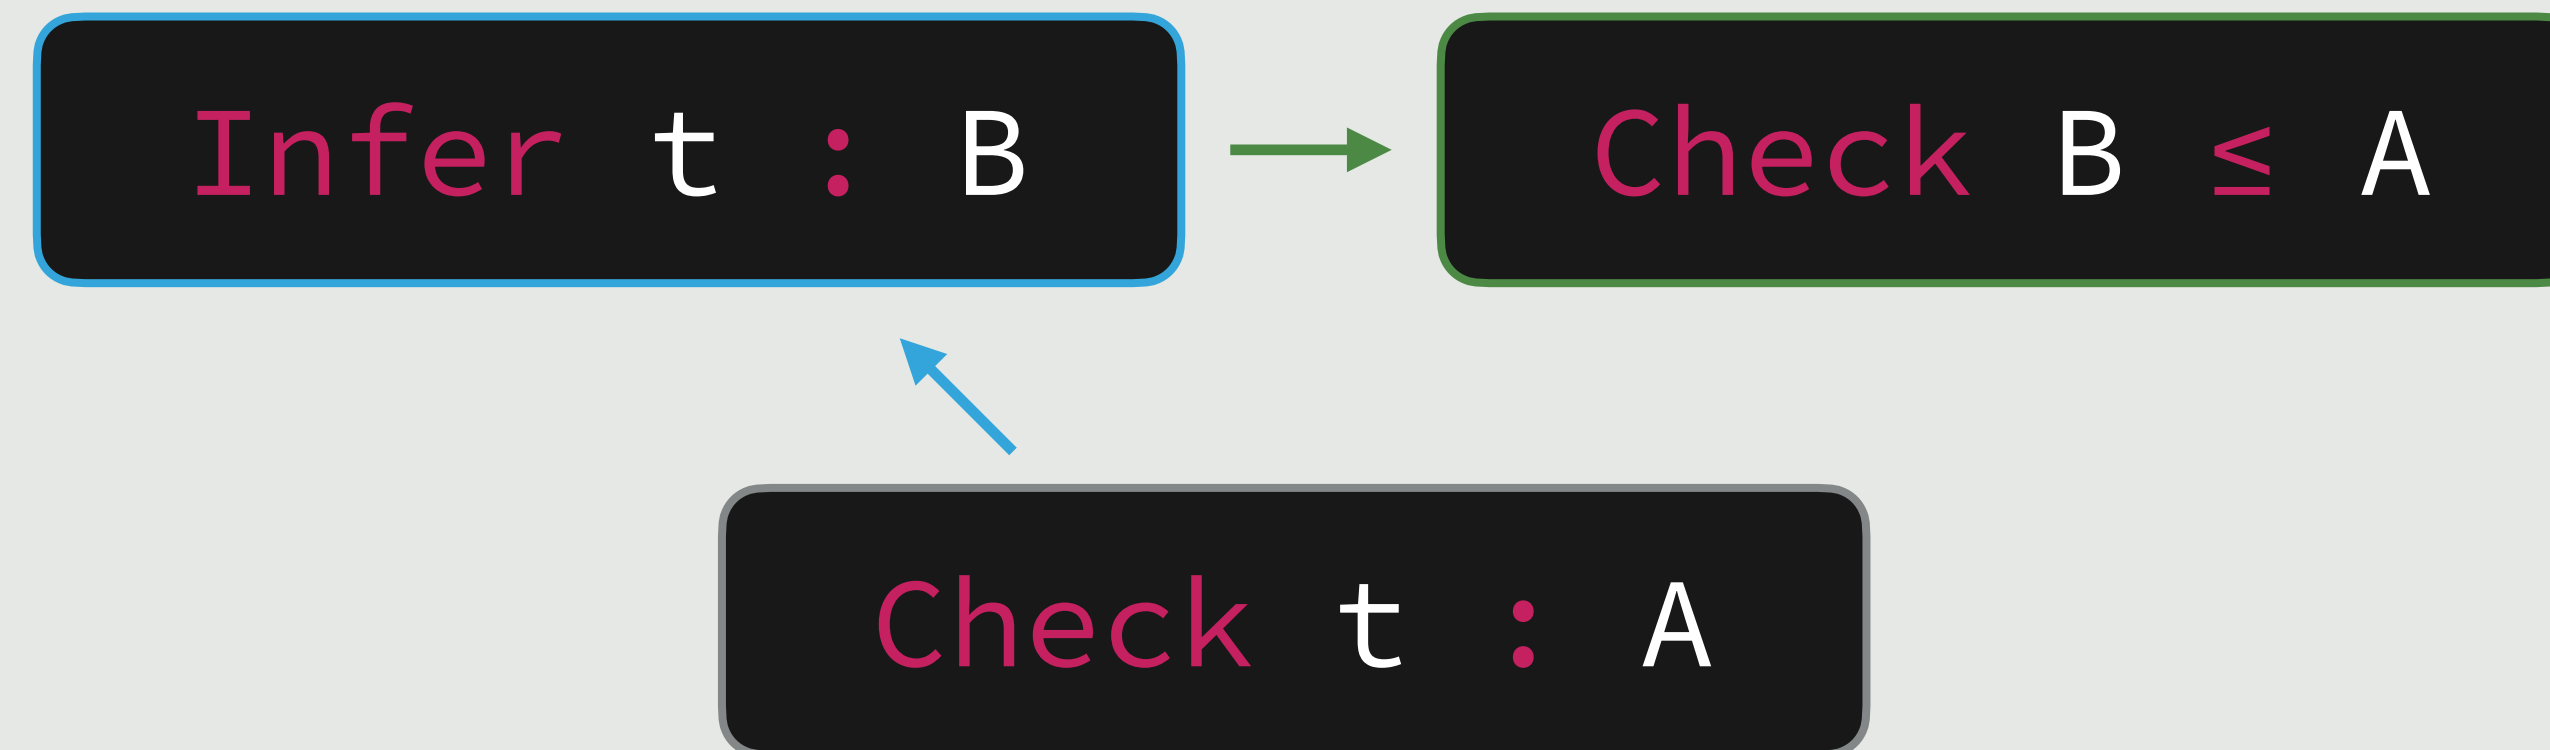 Infer t : B
Check B ≤ A
Check t : A